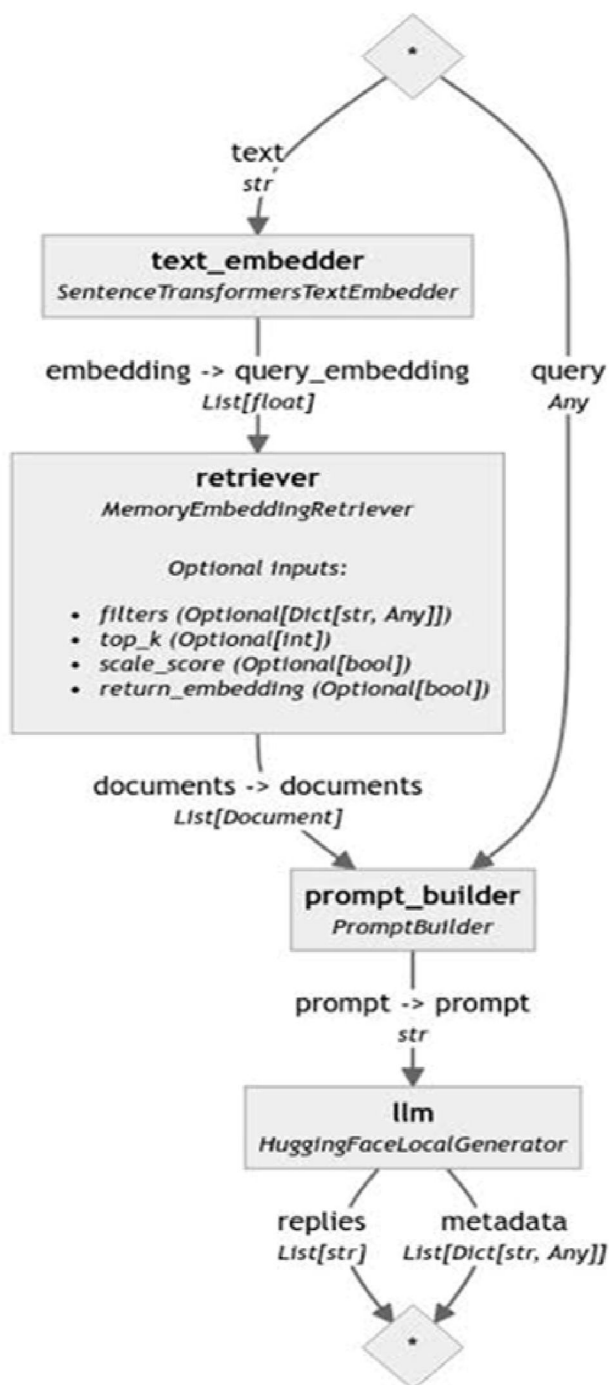 *
text
str
text_embedder
SentenceTransformersTextEmbedder
embedding -> query_embedding
List[float]
query
Any
retriever
MemoryEmbeddingRetriever
Optional inputs:
• filters (Optional[Dict[str, Any]])
• top_k (Optional[int])
• scale_score (Optional[bool])
• return_embedding (Optional[bool])
documents -> documents
List[Document]
prompt_builder
PromptBuilder
prompt -> prompt
str
llm
HuggingFaceLocalGenerator
replies
List[str]
metadata
List[Dict[str, Any]]
*